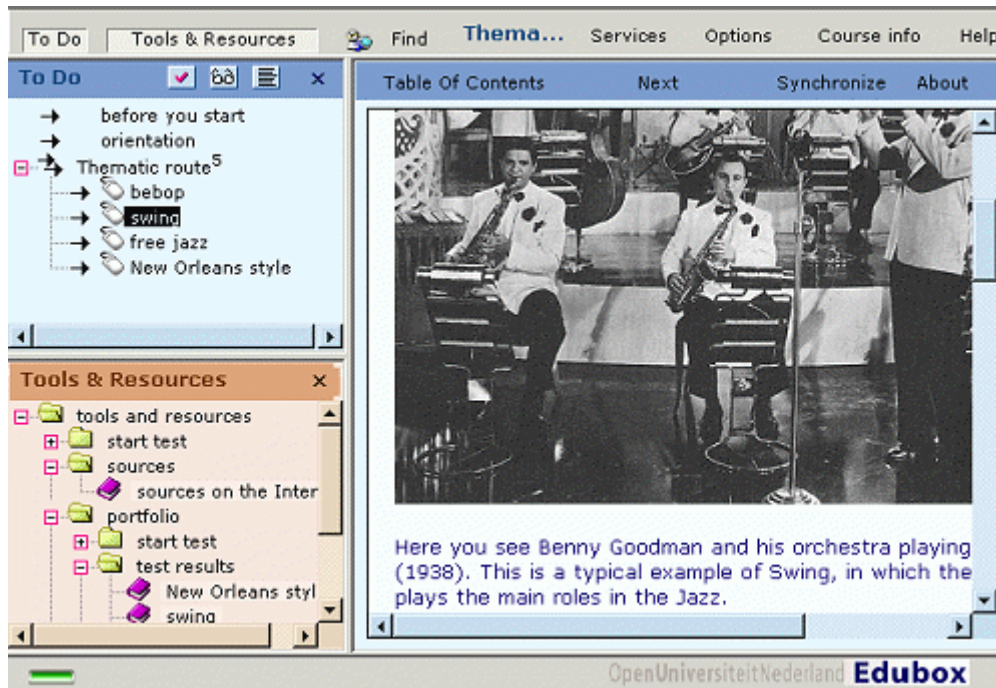 To Do Tools & Resources Find Thema... Services Options Course info Help
To Do
before you start
orientation
Thematic route5
bebop
swing
free jazz
New Orleans style
Tools & Resources
tools and resources
start test
sources
sources on the Inter
portfolio
start test
test results
New Orleans styl
swing
Table Of Contents Next Synchronize About
Here you see Benny Goodman and his orchestra playing
(1938). This is a typical example of Swing, in which the
plays the main roles in the Jazz.
OpenUniversiteitNederland Edubox